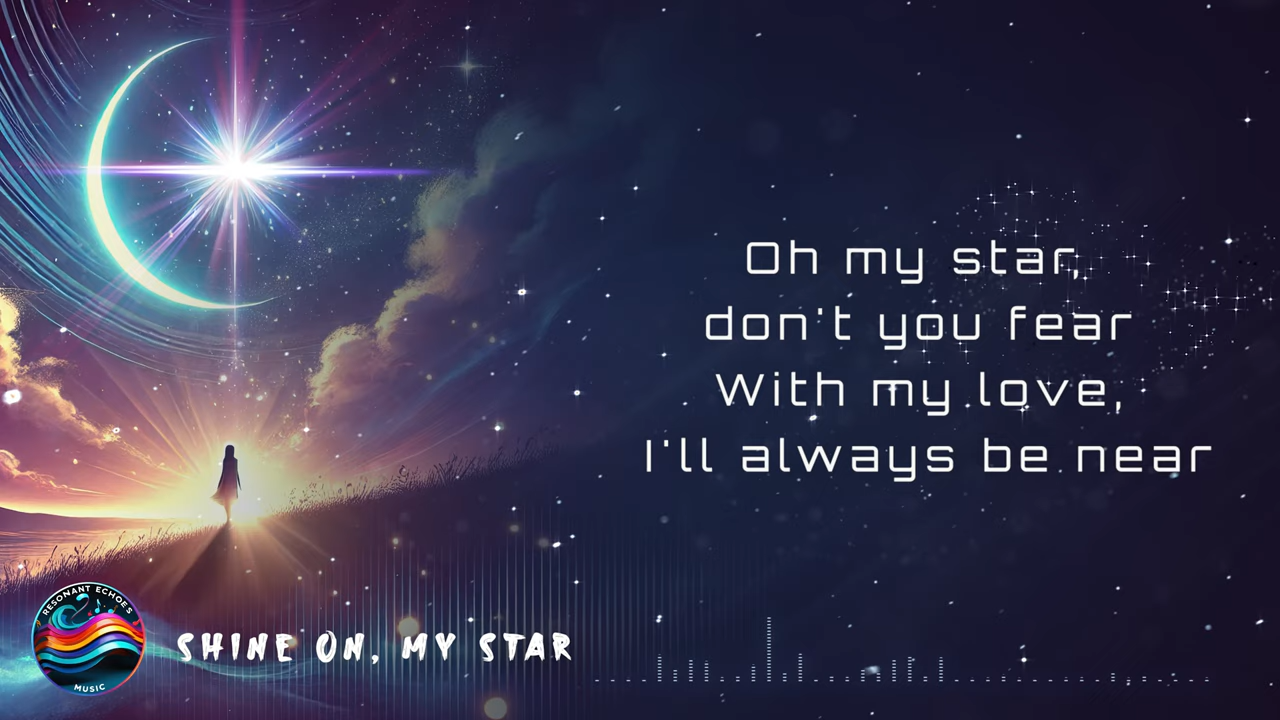 Oh my star,
don't you fear
With my love,
I'll always be near
RESONANT ECHOES
MUSIC
SHINE ON, MY STAR